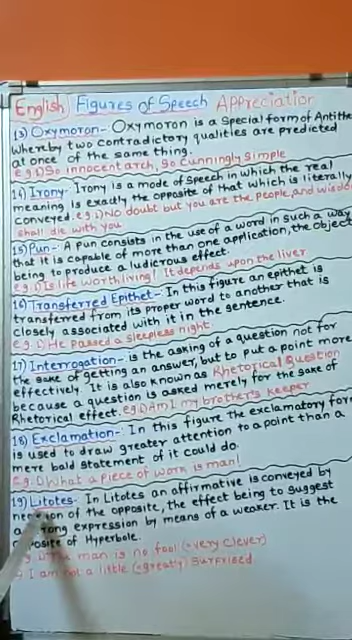 English Figures of Speech Appreciation
13) Oxymoron - Oxymoron is a special form of Antithe
whereby two contradictory qualities are predicted
at once of the same thing.
e.g 1) So innocent arch, so cunningly simple
14) Irony - Irony is a mode of speech in which the real
meaning is exactly the opposite of that which is literally
conveyed. e.g 1) No doubt but you are the people, and wisdo
shall die with you
15) Pun - A pun consists in the use of a word in such a way
that it is capable of more than one application, the object
being to produce a ludicrous effect.
e.g. 1) Is life worth living? It depends upon the liver
16) Transferred Epithet - In this figure an epithet is
transferred from its proper word to another that is
closely associated with it in the sentence.
e.g. 1) He passed a sleepless night.
17) Interrogation - is the asking of a question not for
the sake of getting an answer, but to put a point more
effectively. It is also known as Rhetorical Question
because a question is asked merely for the sake of
Rhetorical effect. e.g 1) Am I my brother's keeper
18) Exclamation - In this figure the exclamatory form
is used to draw greater attention to a point than a
mere bald statement of it could do.
e.g. 1) What a piece of work is man!
19) Litotes - In Litotes an affirmative is conveyed by
of the opposite, the effect being to suggest
a expression by means of a weaker. It is the
of Hyperbole.
man is no fool (=very clever)
I am not a little (=greatly) surprised